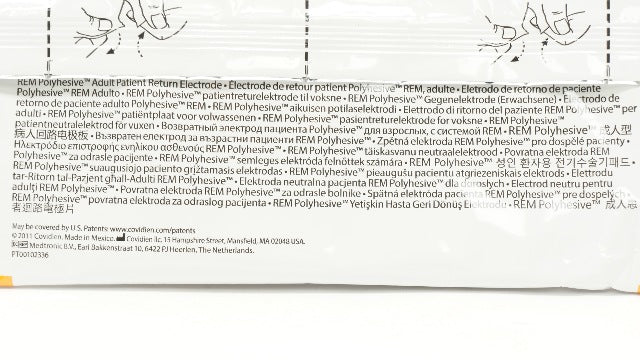 REM Polyhesive™ Adult Patient Return Electrode • Électrode de retour patient Polyhesive™ REM, adulte • Eletrodo de retorno de paciente
Polyhesive™ REM Adulto • REM Polyhesive™ patientreturelektrode til voksne • REM Polyhesive™ Gegenelektrode (Erwachsene) • Electrodo de
retorno de paciente adulto Polyhesive™ REM • REM Polyhesive™ aikuisen potilaselektrodi • Elettrodo di ritorno del paziente REM Polyhesive™ per
adulti • REM Polyhesive™ patiëntplaat voor volwassenen • REM Polyhesive™ pasientreturelektrode for voksne • REM Polyhesive™
patientneutralelektrod för vuxen • Возвратный электрод пациента Polyhesive™ для взрослых, с системой REM • REM Polyhesive™ 成人型
病人回路电极板 • Възвратен електрод за възрастни пациенти REM Polyhesive™ • Zpětná elektroda REM Polyhesive™ pro dospělé pacienty •
Ηλεκτρόδιο επιστροφής ενηλίκου ασθενούς REM Polyhesive™ • REM Polyhesive™ täiskasvanu neutraalelektrood • Povratna elektroda REM
Polyhesive™ za odrasle pacijente • REM Polyhesive™ semleges elektróda felnőttek számára • REM Polyhesive™ 성인 환자용 전기수술기패드 •
REM Polyhesive™ suaugusiojo paciento grįžtamasis elektrodas • REM Polyhesive™ pieaugušu pacientu atgriezeniskais elektrods • Elettrodu
tar-Ritorn tal-Pazjent għall-Adulti REM Polyhesive™ • Elektroda neutralna pacjenta REM Polyhesive™ dla dorosłych • Electrod neutru pentru
adulți REM Polyhesive™ • Povratna elektroda REM Polyhesive™ za odrasle bolnike • Spätná elektróda pacienta REM Polyhesive™ pre dospelých
REM Polyhesive™ povratna elektroda za odraslog pacijenta • REM Polyhesive™ Yetişkin Hasta Geri Dönüş Elektrodu • REM Polyhesive™ 成人患
者迴路電極片
May be covered by U.S. Patents: www.covidien.com/patents
© 2011 Covidien. Made in Mexico. Covidien llc, 15 Hampshire Street, Mansfield, MA 02048 USA.
EC REP Medtronic B.V., Earl Bakkenstraat 10, 6422 PJ Heerlen, The Netherlands.
PT00102336